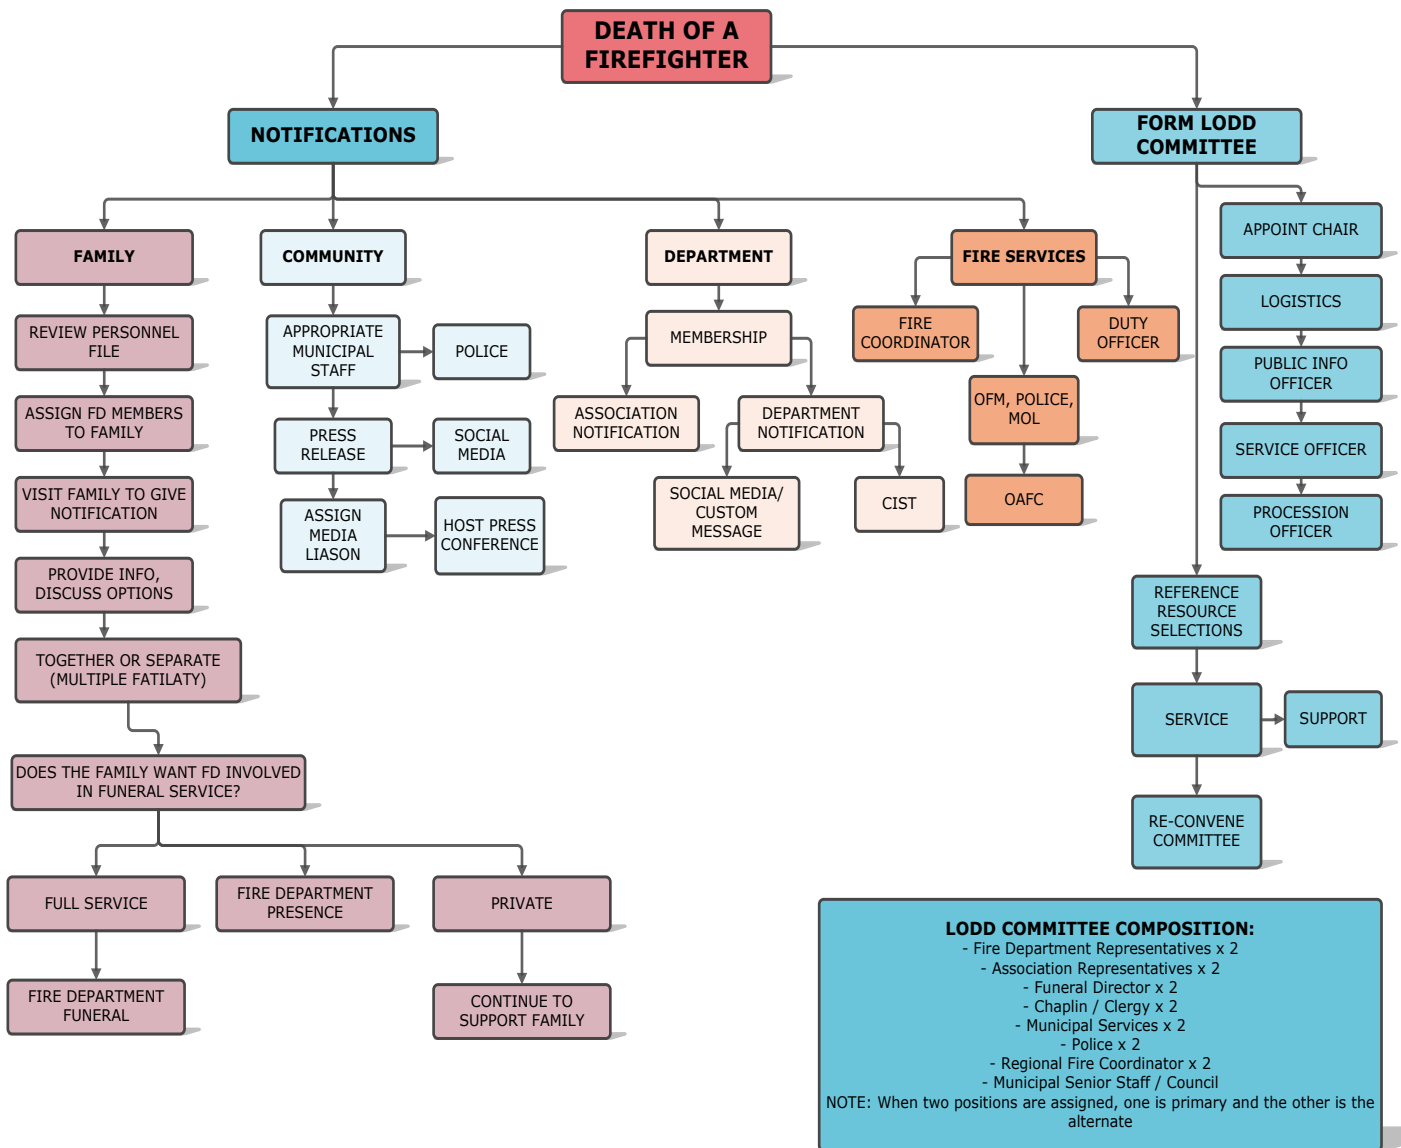 DEATH OF A
FIREFIGHTER
NOTIFICATIONS
FORM LODD
COMMITTEE
FAMILY
COMMUNITY
DEPARTMENT
FIRE SERVICES
APPOINT CHAIR
LOGISTICS
PUBLIC INFO
OFFICER
SERVICE OFFICER
PROCESSION
OFFICER
REVIEW PERSONNEL
FILE
ASSIGN FD MEMBERS
TO FAMILY
VISIT FAMILY TO GIVE
NOTIFICATION
PROVIDE INFO,
DISCUSS OPTIONS
TOGETHER OR SEPARATE
(MULTIPLE FATILATY)
DOES THE FAMILY WANT FD INVOLVED
IN FUNERAL SERVICE?
FULL SERVICE
FIRE DEPARTMENT
PRESENCE
PRIVATE
FIRE DEPARTMENT
FUNERAL
CONTINUE TO
SUPPORT FAMILY
APPROPRIATE
MUNICIPAL
STAFF
POLICE
PRESS
RELEASE
SOCIAL
MEDIA
ASSIGN
MEDIA
LIASON
HOST PRESS
CONFERENCE
MEMBERSHIP
ASSOCIATION
NOTIFICATION
DEPARTMENT
NOTIFICATION
SOCIAL MEDIA/
CUSTOM
MESSAGE
CIST
FIRE
COORDINATOR
DUTY
OFFICER
OFM, POLICE,
MOL
OAFC
REFERENCE
RESOURCE
SELECTIONS
SERVICE
SUPPORT
RE-CONVENE
COMMITTEE
LODD COMMITTEE COMPOSITION:
- Fire Department Representatives x 2
- Association Representatives x 2
- Funeral Director x 2
- Chaplin / Clergy x 2
- Municipal Services x 2
- Police x 2
- Regional Fire Coordinator x 2
- Municipal Senior Staff / Council
NOTE: When two positions are assigned, one is primary and the other is the
alternate